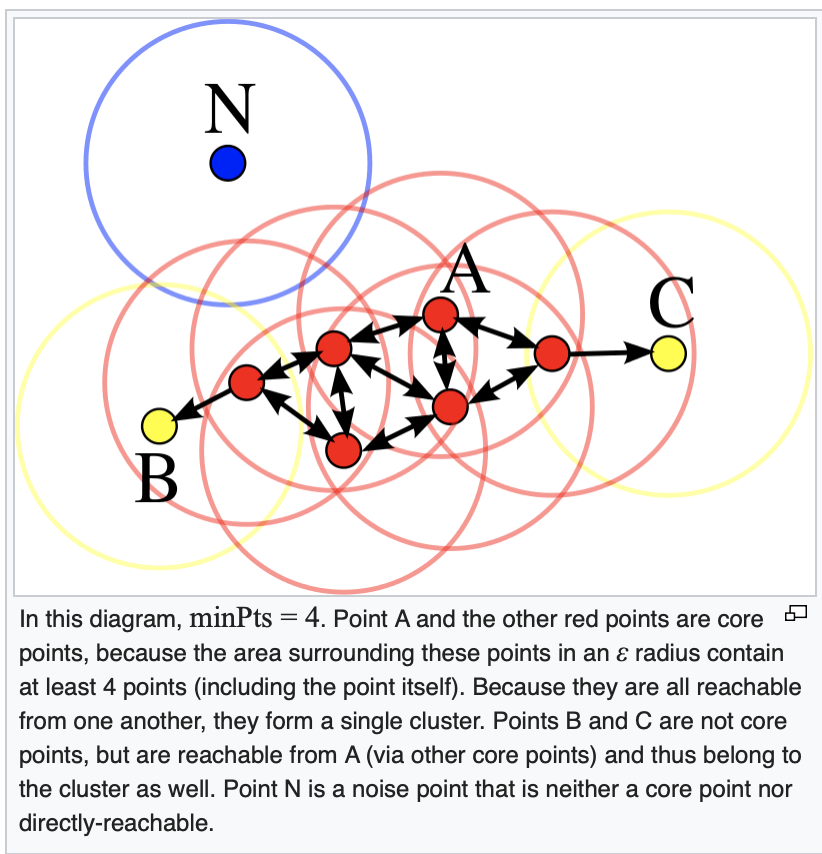 N
A
C
B
In this diagram, minPts = 4. Point A and the other red points are core
points, because the area surrounding these points in an ε radius contain
at least 4 points (including the point itself). Because they are all reachable
from one another, they form a single cluster. Points B and C are not core
points, but are reachable from A (via other core points) and thus belong to
the cluster as well. Point N is a noise point that is neither a core point nor
directly-reachable.